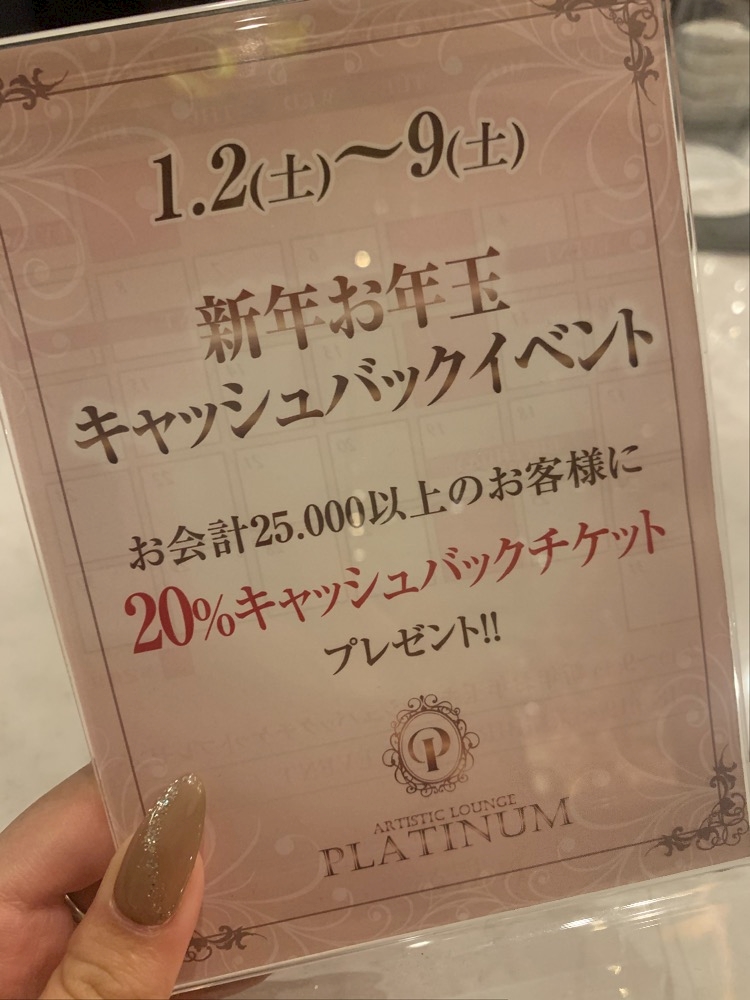 1.2(土)～9(土)
新年お年玉
キャッシュバックイベント
お会計25.000以上のお客様に
20%キャッシュバックチケット
プレゼント!!
P
ARTISTIC LOUNGE
PLATINUM